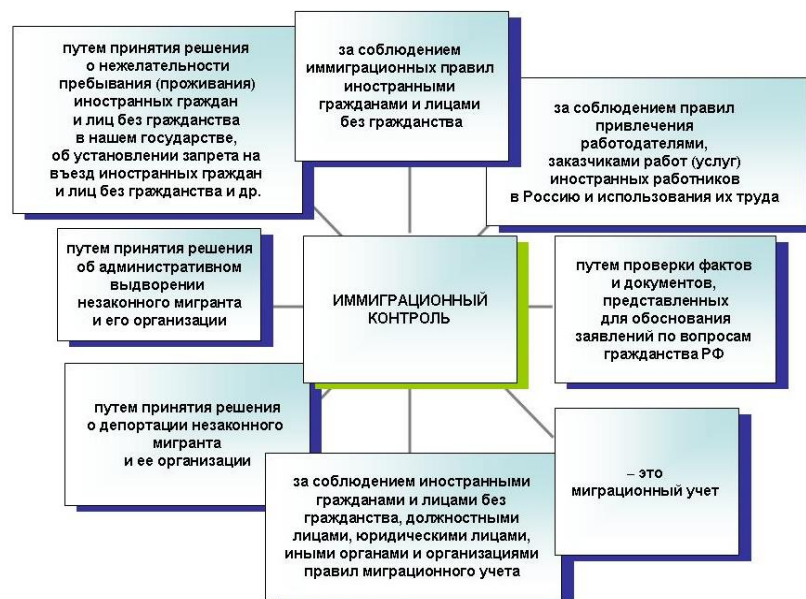 путем принятия решения
о нежелательности
пребывания (проживания)
иностранных граждан
и лиц без гражданства
в нашем государстве,
об установлении запрета на
въезд иностранных граждан
и лиц без гражданства и др.
за соблюдением
иммиграционных правил
иностранными
гражданами и лицами
без гражданства
за соблюдением правил
привлечения
работодателями,
заказчиками работ (услуг)
иностранных работников
в Россию и использования их труда
путем принятия решения
об административном
выдворении
незаконного мигранта
и его организации
ИММИГРАЦИОННЫЙ
КОНТРОЛЬ
путем проверки фактов
и документов,
представленных
для обоснования
заявлений по вопросам
гражданства РФ
путем принятия решения
о депортации незаконного
мигранта
и ее организации
за соблюдением иностранными
гражданами и лицами без
гражданства, должностными
лицами, юридическими лицами,
иными органами и организациями
правил миграционного учета
– это
миграционный учет